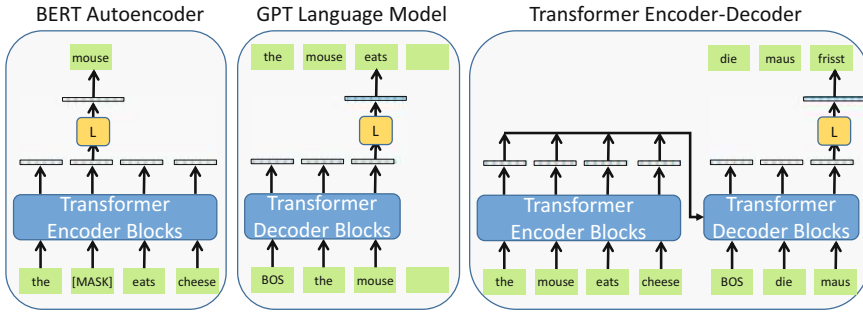 BERT Autoencoder
mouse
L
Transformer
Encoder Blocks
the [MASK] eats cheese
GPT Language Model
the mouse eats
L
Transformer
Decoder Blocks
BOS the mouse
Transformer Encoder-Decoder
die maus frisst
L
Transformer
Encoder Blocks
Transformer
Decoder Blocks
the mouse eats cheese
BOS die maus